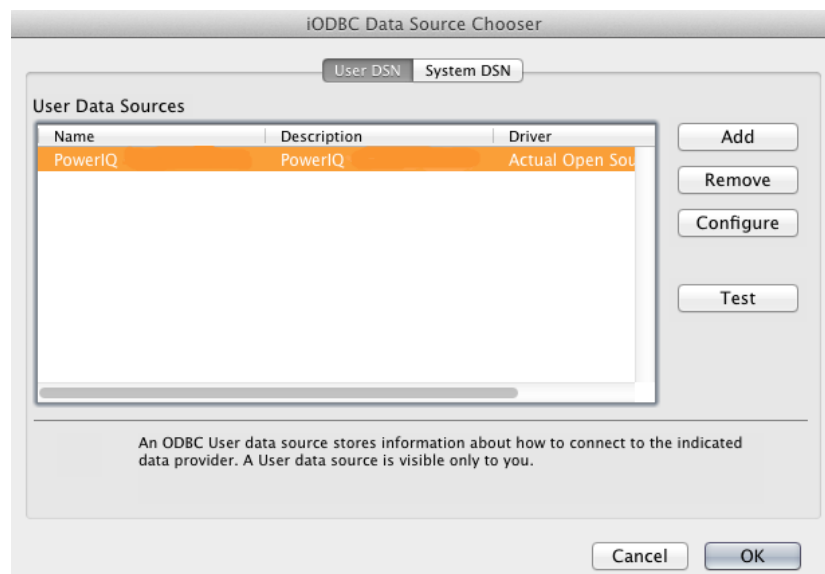 iODBC Data Source Chooser
User DSN System DSN
User Data Sources
Name Description Driver
PowerIQ PowerIQ Actual Open Sou
Add
Remove
Configure
Test
An ODBC User data source stores information about how to connect to the indicated
data provider. A User data source is visible only to you.
Cancel OK